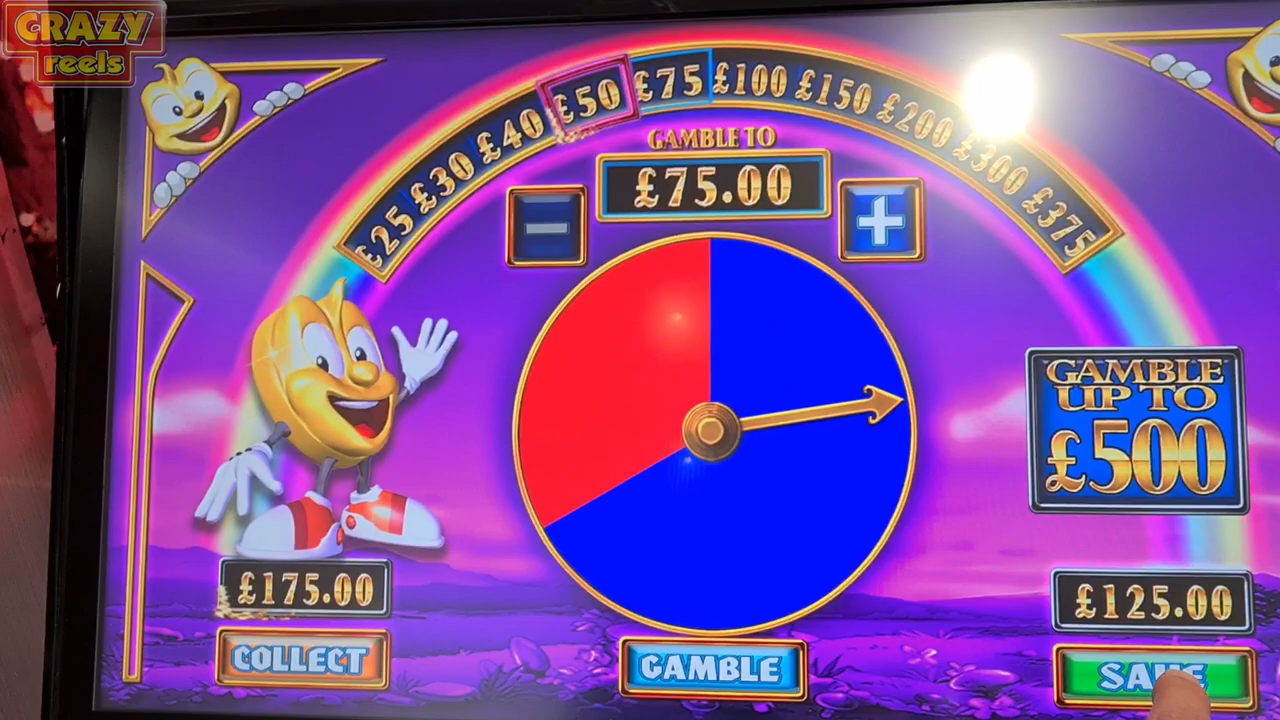 CRAZY
reels
£25 £30 £40 £50 £75 £100 £150 £200 £300 £375
GAMBLE TO
£75.00
−
+
GAMBLE
UP TO
£500
£175.00
£125.00
COLLECT
GAMBLE
SAVE